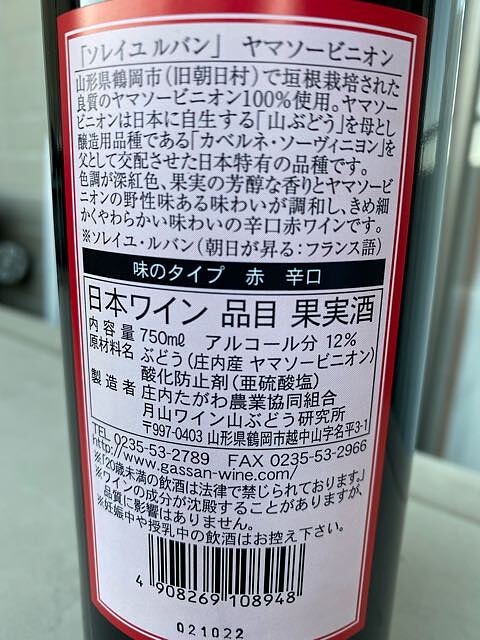 「ソレイユ ルバン」 ヤマソービニオン
山形県鶴岡市(旧朝日村)で垣根栽培された
良質のヤマソービニオン100%使用。ヤマソー
ビニオンは日本に自生する「山ぶどう」を母とし
醸造用品種である「カベルネ・ソーヴィニヨン」を
父として交配させた日本特有の品種です。
色調が深紅色、果実の芳醇な香りとヤマソービ
ニオンの野性味ある味わいが調和し、きめ細
かくやわらかい味わいの辛口赤ワインです。
※ソレイユ・ルバン(朝日が昇る:フランス語)
味のタイプ 赤 辛口
日本ワイン 品目 果実酒
内容量 750mℓ アルコール分 12%
原材料名 ぶどう(庄内産 ヤマソービニオン)
酸化防止剤(亜硫酸塩)
製造者 庄内たがわ農業協同組合
月山ワイン山ぶどう研究所
〒997-0403 山形県鶴岡市越中山字名平3-1
TEL 0235-53-2789 FAX 0235-53-2966
http://www.gassan-wine.com/
※20歳未満の飲酒は法律で禁じられております。
※ワインの成分が沈殿することがありますが、
品質に影響はありません。
※妊娠中や授乳中の飲酒はお控え下さい。
4 908269 108948
021022